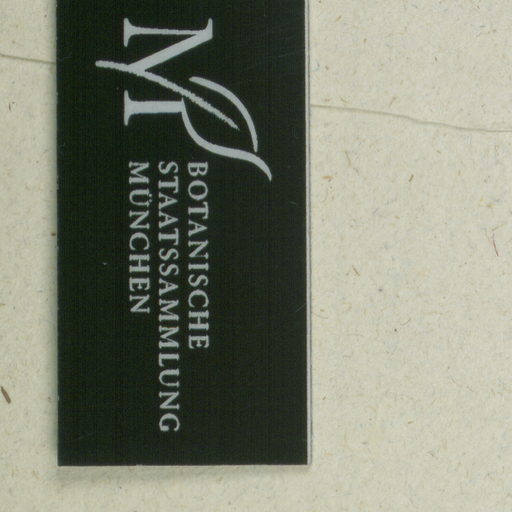 M
BOTANISCHE
STAATSSAMMLUNG
MÜNCHEN